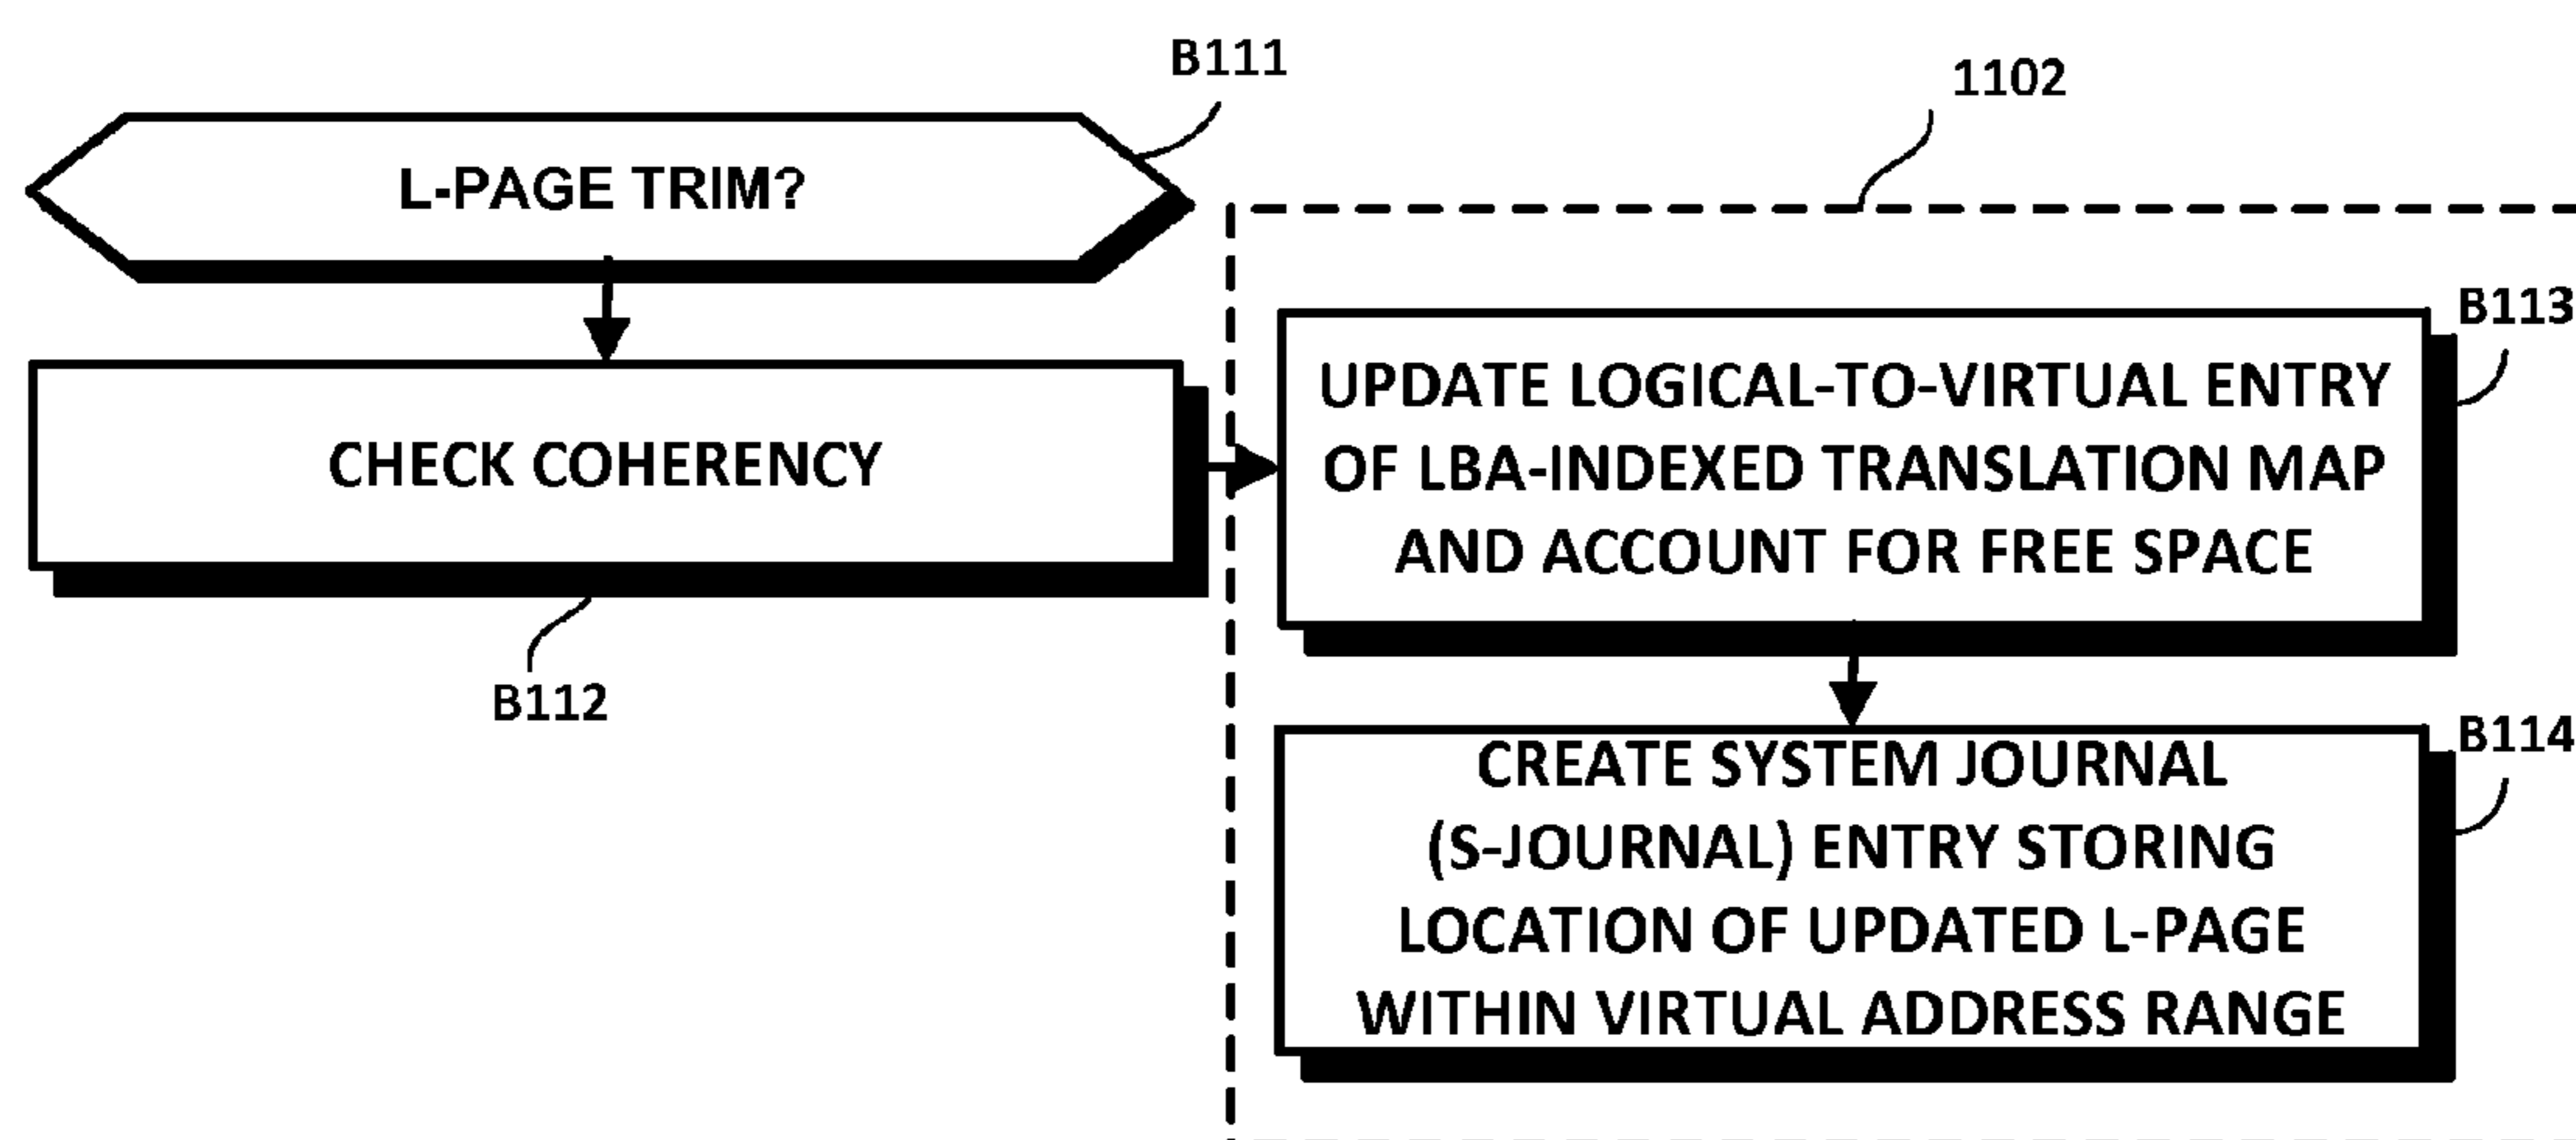 B111
L-PAGE TRIM?
1102
CHECK COHERENCY
B112
B113
UPDATE LOGICAL-TO-VIRTUAL ENTRY
OF LBA-INDEXED TRANSLATION MAP
AND ACCOUNT FOR FREE SPACE
B114
CREATE SYSTEM JOURNAL
(S-JOURNAL) ENTRY STORING
LOCATION OF UPDATED L-PAGE
WITHIN VIRTUAL ADDRESS RANGE